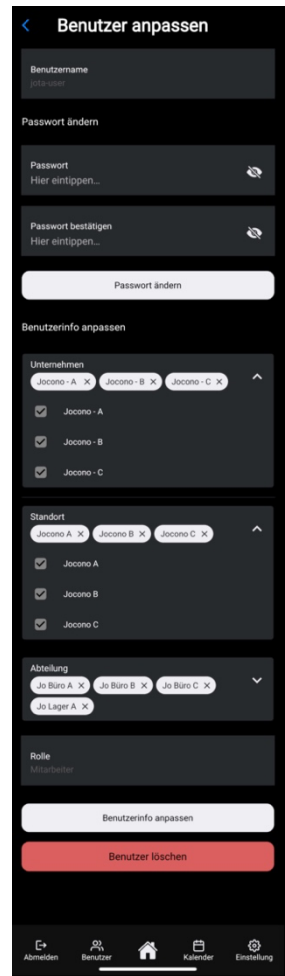 Benutzer anpassen
Benutzername
jota-user
Passwort ändern
Passwort
Hier eintippen...
Passwort bestätigen
Hier eintippen...
Passwort ändern
Benutzerinfo anpassen
Unternehmen
Jocono - A Jocono - B Jocono - C
Jocono - A
Jocono - B
Jocono - C
Standort
Jocono A Jocono B Jocono C
Jocono A
Jocono B
Jocono C
Abteilung
Jo Büro A Jo Büro B Jo Büro C
Jo Lager A
Rolle
Mitarbeiter
Benutzerinfo anpassen
Benutzer löschen
Abmelden Benutzer Kalender Einstellung